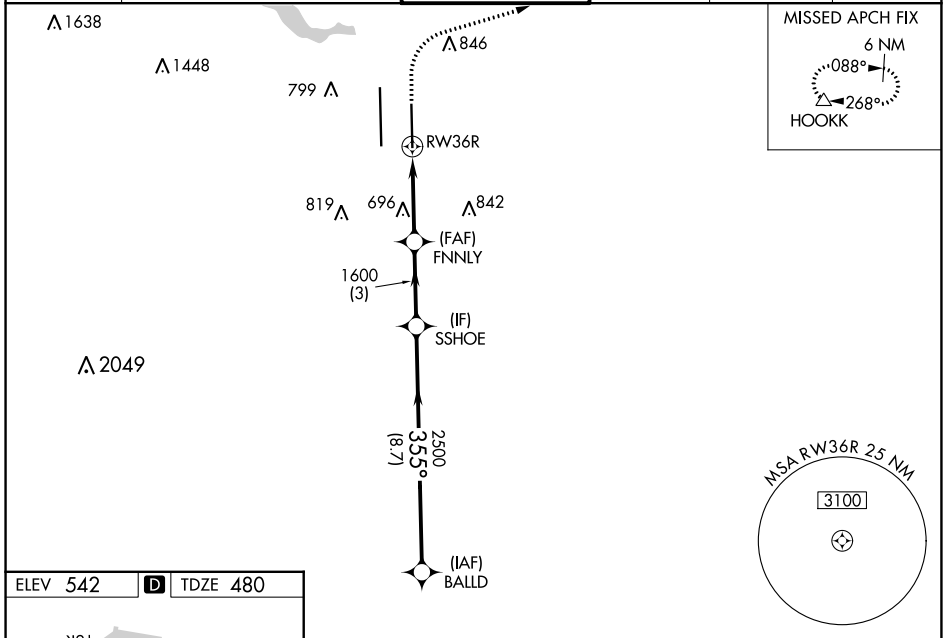 1638
846
MISSED APCH FIX
6 NM
1448
088°
799
268°
HOOKK
RW36R
819
696
842
(FAF)
FNNLY
1600
(3)
(IF)
SSHOE
2049
2500
355°
(8.7)
MSA RW36R 25 NM
3100
(IAF)
BALLD
ELEV 542
D
TDZE 480